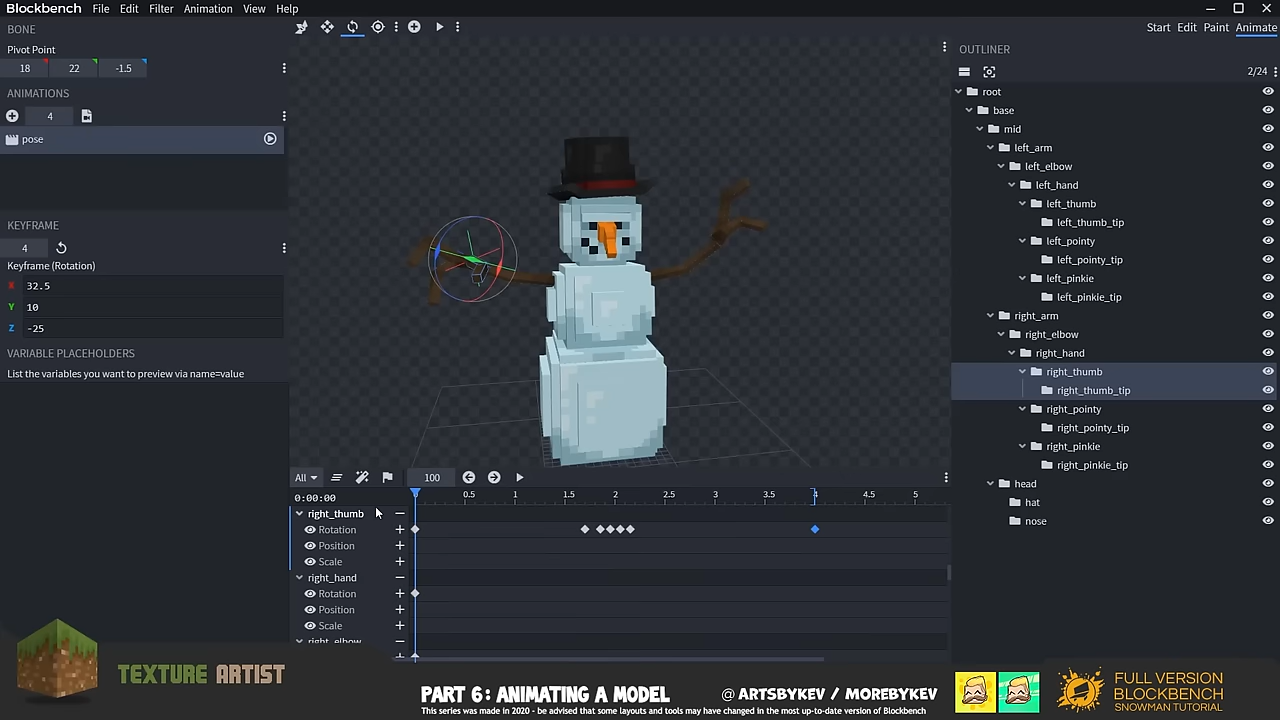 Blockbench File Edit Filter Animation View Help
BONE
Pivot Point
18 22 -1.5
ANIMATIONS
4
pose
KEYFRAME
4
Keyframe (Rotation)
X 32.5
Y 10
Z -25
VARIABLE PLACEHOLDERS
List the variables you want to preview via name=value
Start Edit Paint Animate
OUTLINER
2/24
root
base
mid
left_arm
left_elbow
left_hand
left_thumb
left_thumb_tip
left_pointy
left_pointy_tip
left_pinkie
left_pinkie_tip
right_arm
right_elbow
right_hand
right_thumb
right_thumb_tip
right_pointy
right_pointy_tip
right_pinkie
right_pinkie_tip
head
hat
nose
All 100
0:00:00 0 0.5 1 1.5 2 2.5 3 3.5 4 4.5 5
right_thumb
Rotation
Position
Scale
right_hand
Rotation
Position
Scale
right_elbow
TEXTURE ARTIST
PART 6: ANIMATING A MODEL @ARTSBYKEV / MOREBYKEV
This series was made in 2020 - be advised that some layouts and tools may have changed in the most up-to-date version of Blockbench
FULL VERSION
BLOCKBENCH
SNOWMAN TUTORIAL